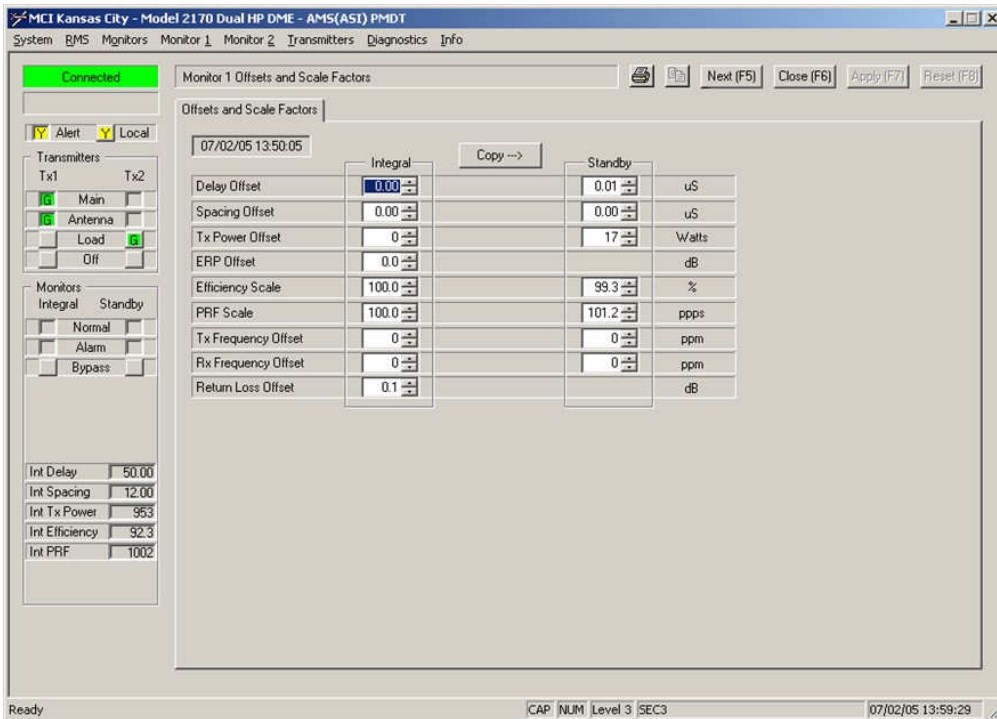 MCI Kansas City - Model 2170 Dual HP DME - AMS(ASI) PMDT
System RMS Monitors Monitor 1 Monitor 2 Transmitters Diagnostics Info
Connected
Monitor 1 Offsets and Scale Factors
Next (F5) Close (F6) Apply (F7) Reset (F8)
Offsets and Scale Factors
Y Alert Y Local
07/02/05 13:50:05
Integral Copy ---> Standby
Delay Offset 0.00 0.01 uS
Spacing Offset 0.00 0.00 uS
Tx Power Offset 0 17 Watts
ERP Offset 0.0 dB
Efficiency Scale 100.0 99.3 %
PRF Scale 100.0 101.2 ppps
Tx Frequency Offset 0 0 ppm
Rx Frequency Offset 0 0 ppm
Return Loss Offset 0.1 dB
Transmitters
Tx1 Tx2
G Main
G Antenna
Load G
Off
Monitors
Integral Standby
Normal
Alarm
Bypass
Int Delay 50.00
Int Spacing 12.00
Int Tx Power 953
Int Efficiency 92.3
Int PRF 1002
Ready CAP NUM Level 3 SEC3 07/02/05 13:59:29